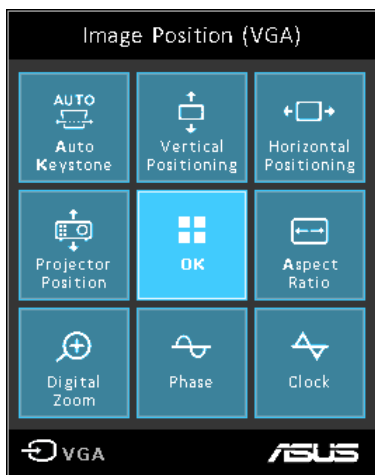 Image Position (VGA)
AUTO
Auto
Keystone
Vertical
Positioning
Horizontal
Positioning
Projector
Position
OK
Aspect
Ratio
Digital
Zoom
Phase
Clock
VGA
ASUS